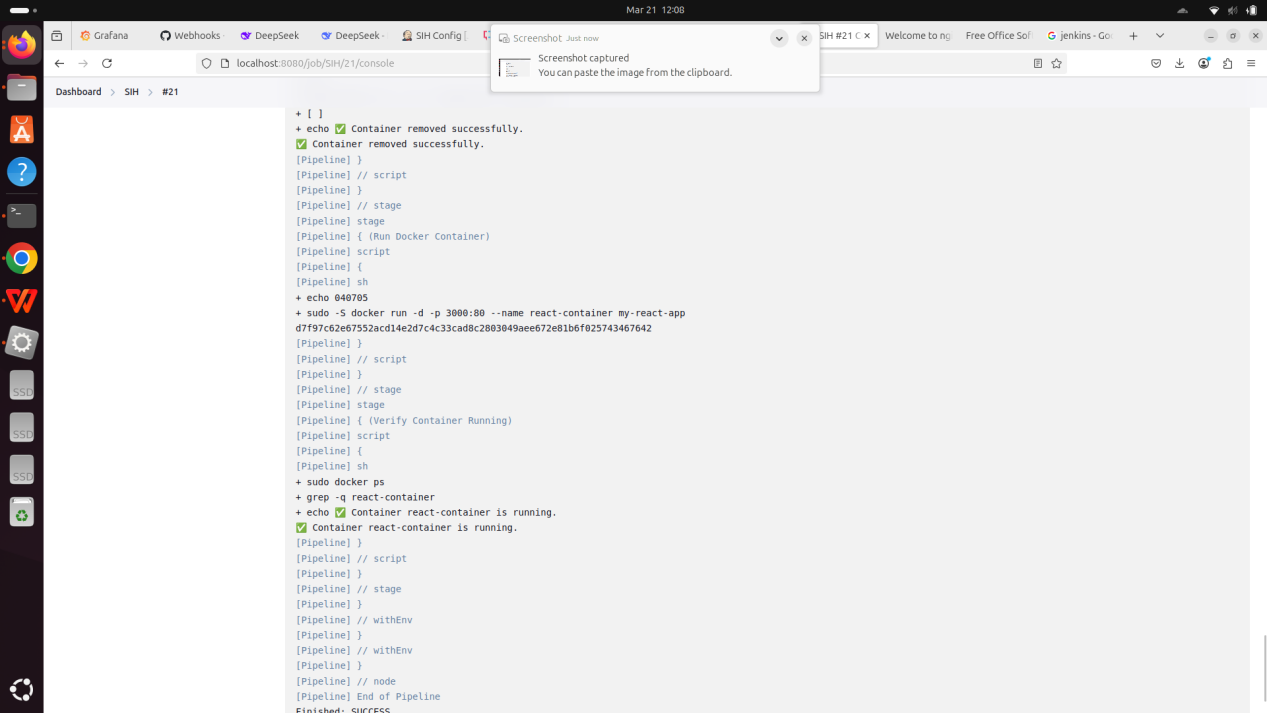 Mar 21 12:08
Grafana
Webhooks
DeepSeek
DeepSeek
SIH Config [
SIH #21 C
Welcome to ng
Free Office Sof
jenkins - Goo
Screenshot Just now
Screenshot captured
You can paste the image from the clipboard.
localhost:8080/job/SIH/21/console
Dashboard
SIH
#21
+ [ ]
+ echo ✅ Container removed successfully.
✅ Container removed successfully.
[Pipeline] }
[Pipeline] // script
[Pipeline] }
[Pipeline] // stage
[Pipeline] stage
[Pipeline] { (Run Docker Container)
[Pipeline] script
[Pipeline] {
[Pipeline] sh
+ echo 040705
+ sudo -S docker run -d -p 3000:80 --name react-container my-react-app
d7f97c62e67552acd14e2d7c4c33cad8c2803049aee672e81b6f025743467642
[Pipeline] }
[Pipeline] // script
[Pipeline] }
[Pipeline] // stage
[Pipeline] stage
[Pipeline] { (Verify Container Running)
[Pipeline] script
[Pipeline] {
[Pipeline] sh
+ sudo docker ps
+ grep -q react-container
+ echo ✅ Container react-container is running.
✅ Container react-container is running.
[Pipeline] }
[Pipeline] // script
[Pipeline] }
[Pipeline] // stage
[Pipeline] }
[Pipeline] // withEnv
[Pipeline] }
[Pipeline] // withEnv
[Pipeline] }
[Pipeline] // node
[Pipeline] End of Pipeline
Finished: SUCCESS
SSD
SSD
SSD